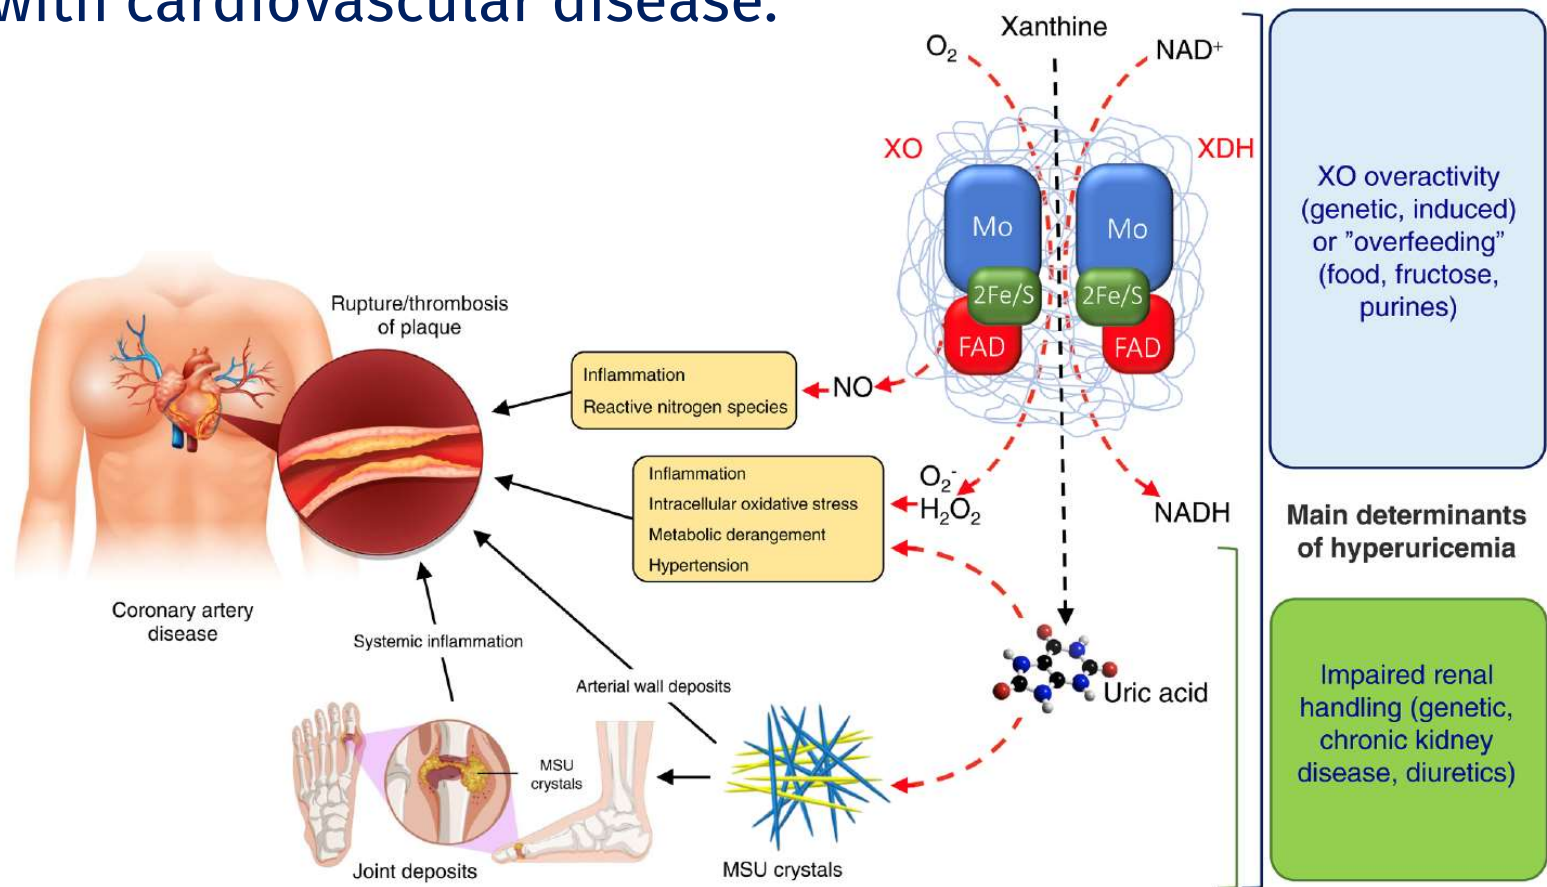 with cardiovascular disease.
Xanthine
O₂
NAD⁺
XO
XDH
Mo
Mo
2Fe/S
2Fe/S
FAD
FAD
XO overactivity
(genetic, induced)
or ”overfeeding”
(food, fructose,
purines)
Rupture/thrombosis
of plaque
Inflammation
Reactive nitrogen species
NO
Inflammation
Intracellular oxidative stress
Metabolic derangement
Hypertension
O₂⁻
H₂O₂
NADH
Main determinants
of hyperuricemia
Coronary artery
disease
Systemic inflammation
Arterial wall deposits
Uric acid
Impaired renal
handling (genetic,
chronic kidney
disease, diuretics)
MSU
crystals
Joint deposits
MSU crystals